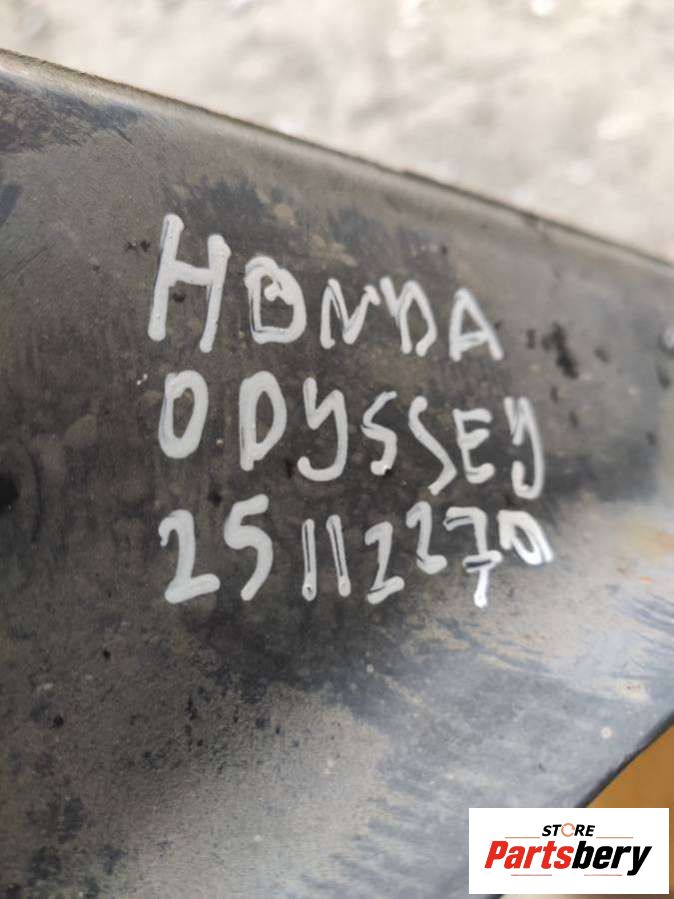 HONDA
ODYSSEY
25112270
STORE
Partsbery